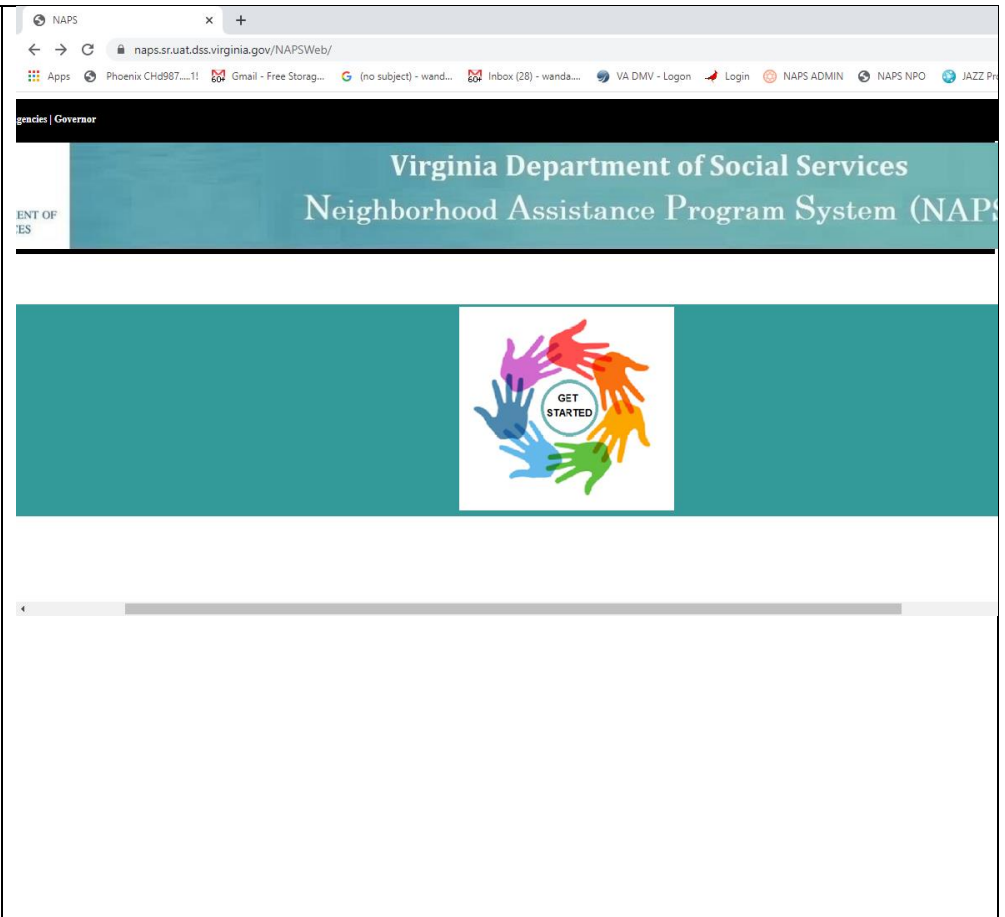 NAPS
naps.sr.uat.dss.virginia.gov/NAPSWeb/
Apps Phoenix CHd987.....1! Gmail - Free Storag... (no subject) - wand... Inbox (28) - wanda.... VA DMV - Logon Login NAPS ADMIN NAPS NPO JAZZ Pr
gencies | Governor
Virginia Department of Social Services
Neighborhood Assistance Program System (NAPS
ENT OF
CES
GET
STARTED